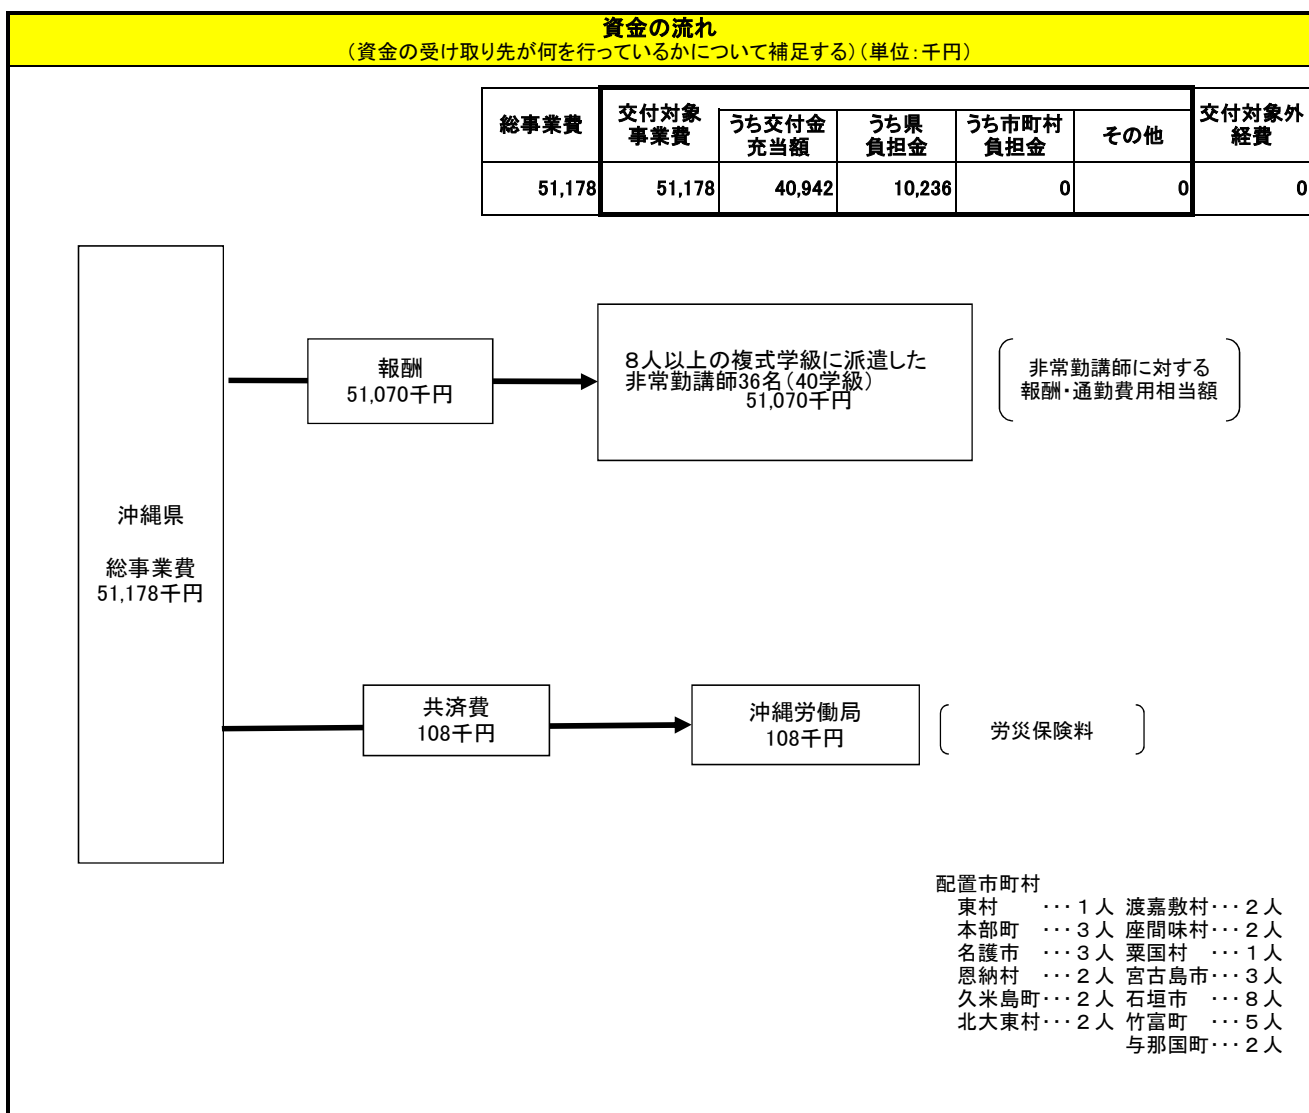 資金の流れ
（資金の受け取り先が何を行っているかについて補足する）（単位：千円）
総事業費
交付対象
事業費
うち交付金
充当額
うち県
負担金
うち市町村
負担金
その他
交付対象外
経費
51,178 51,178 40,942 10,236 0 0 0
沖縄県
総事業費
51,178千円
報酬
51,070千円
８人以上の複式学級に派遣した
非常勤講師36名（40学級）
51,070千円
非常勤講師に対する
報酬・通勤費用相当額
共済費
108千円
沖縄労働局
108千円
労災保険料
配置市町村
東村　　・・・１人 渡嘉敷村・・・２人
本部町　・・・３人 座間味村・・・２人
名護市　・・・３人 粟国村　・・・１人
恩納村　・・・２人 宮古島市・・・３人
久米島町・・・２人 石垣市　・・・８人
北大東村・・・２人 竹富町　・・・５人
与那国町・・・２人